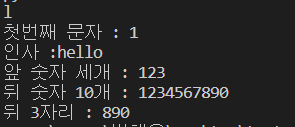 l
첫번째 문자 : 1
인사 :hello
앞 숫자 세개 : 123
뒤 숫자 10개 : 1234567890
뒤 3자리 : 890